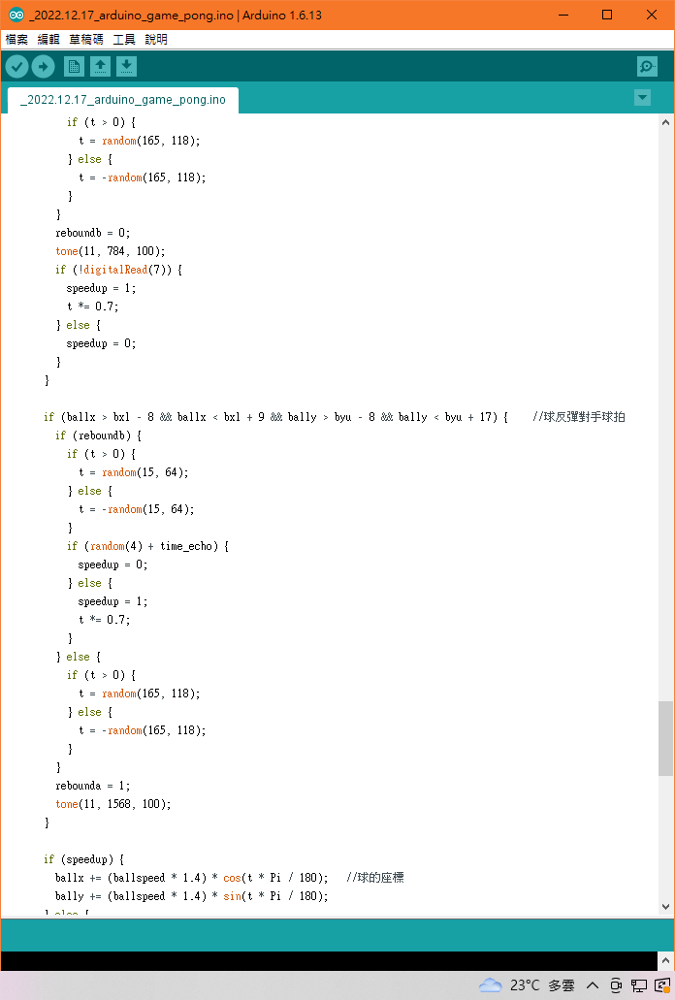 _2022.12.17_arduino_game_pong.ino | Arduino 1.6.13
檔案 編輯 草稿碼 工具 說明
_2022.12.17_arduino_game_pong.ino
if (t > 0) {
t = random(165, 118);
} else {
t = -random(165, 118);
}
}
reboundb = 0;
tone(11, 784, 100);
if (!digitalRead(7)) {
speedup = 1;
t *= 0.7;
} else {
speedup = 0;
}
}
if (ballx > bxl - 8 && ballx < bxl + 9 && bally > byu - 8 && bally < byu + 17) { //球反彈對手球拍
if (reboundb) {
if (t > 0) {
t = random(15, 64);
} else {
t = -random(15, 64);
}
if (random(4) + time_echo) {
speedup = 0;
} else {
speedup = 1;
t *= 0.7;
}
} else {
if (t > 0) {
t = random(165, 118);
} else {
t = -random(165, 118);
}
}
rebounda = 1;
tone(11, 1568, 100);
}
if (speedup) {
ballx += (ballspeed * 1.4) * cos(t * Pi / 180); //球的座標
bally += (ballspeed * 1.4) * sin(t * Pi / 180);
} else {
23°C 多雲